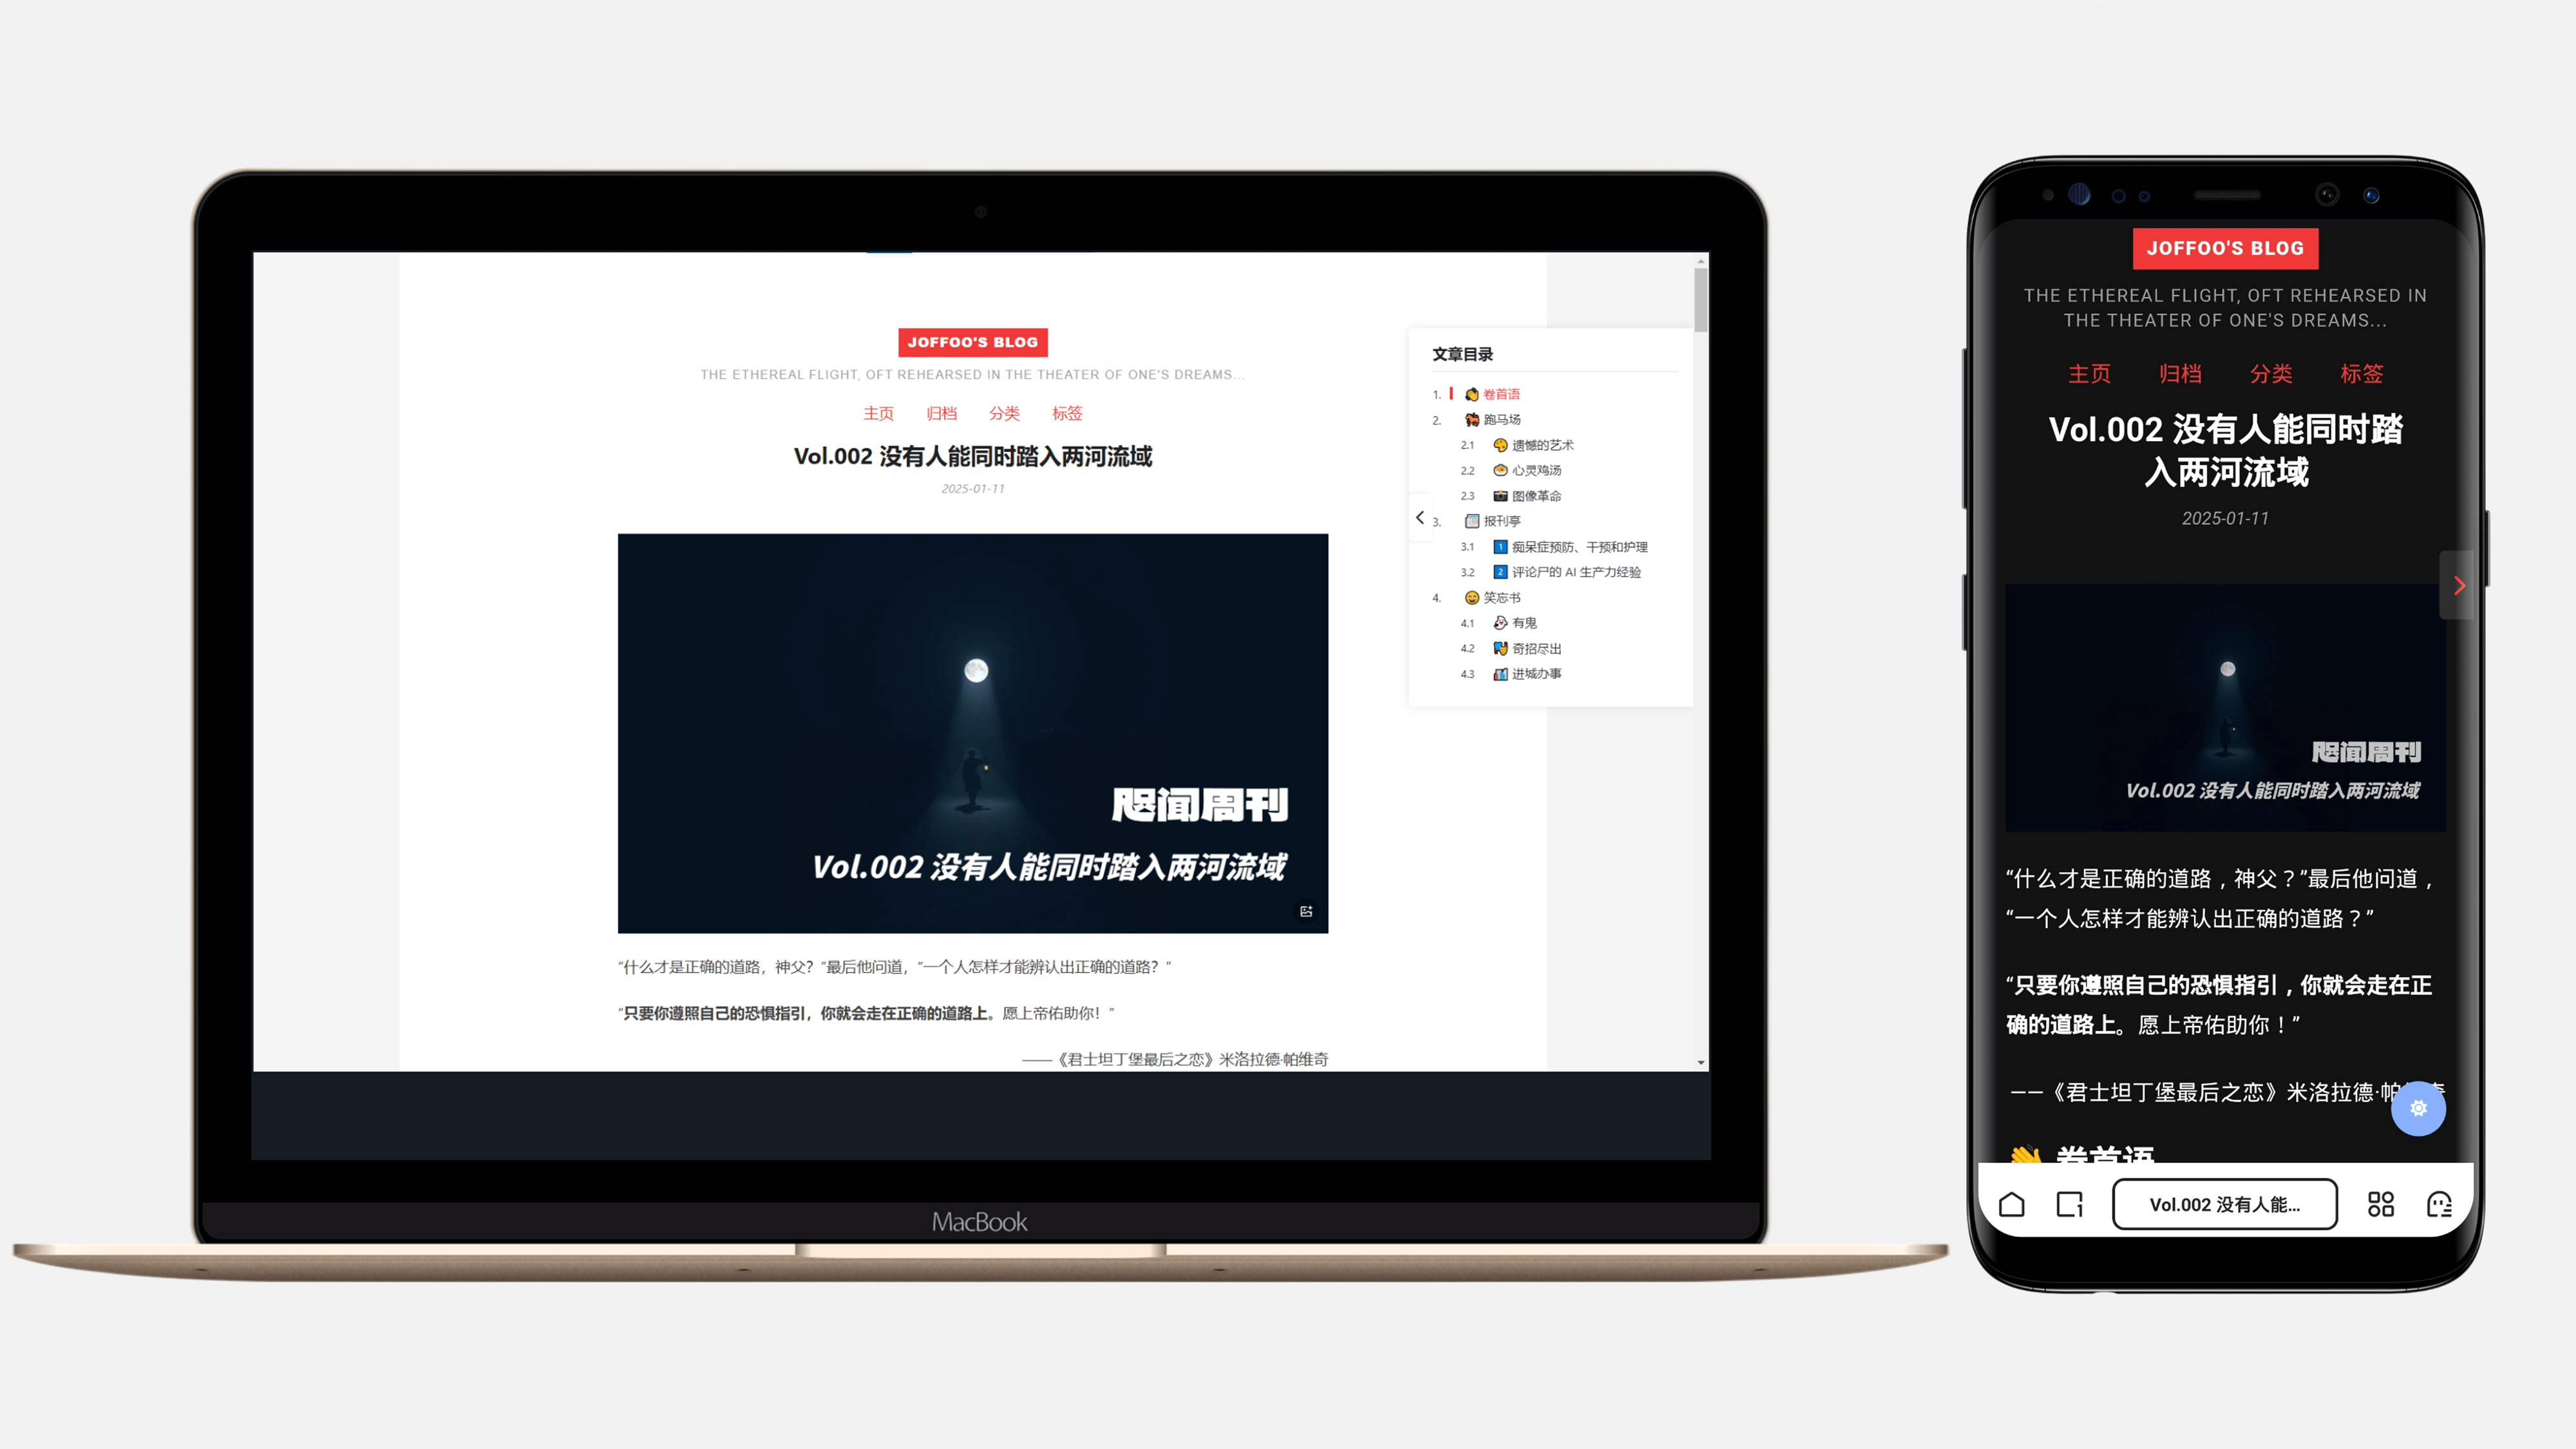 JOFFOO'S BLOG
THE ETHEREAL FLIGHT, OFT REHEARSED IN THE THEATER OF ONE'S DREAMS...
主页 归档 分类 标签
Vol.002 没有人能同时踏入两河流域
2025-01-11
咫闻周刊
Vol.002 没有人能同时踏入两河流域
“什么才是正确的道路，神父？”最后他问道，“一个人怎样才能辨认出正确的道路？”
“只要你遵照自己的恐惧指引，你就会走在正确的道路上。愿上帝佑助你！”
——《君士坦丁堡最后之恋》米洛拉德·帕维奇
文章目录
1. 👏 卷首语
2. 🐎 跑马场
2.1 🎨 遗憾的艺术
2.2 🍲 心灵鸡汤
2.3 📷 图像革命
3. 📰 报刊亭
3.1 1 痴呆症预防、干预和护理
3.2 2 评论尸的 AI 生产力经验
4. 😄 笑忘书
4.1 👻 有鬼
4.2 🎭 奇招尽出
4.3 🏙 进城办事
MacBook
JOFFOO'S BLOG
THE ETHEREAL FLIGHT, OFT REHEARSED IN
THE THEATER OF ONE'S DREAMS...
主页 归档 分类 标签
Vol.002 没有人能同时踏
入两河流域
2025-01-11
咫闻周刊
Vol.002 没有人能同时踏入两河流域
“什么才是正确的道路，神父？”最后他问道，
“一个人怎样才能辨认出正确的道路？”
“只要你遵照自己的恐惧指引，你就会走在正
确的道路上。愿上帝佑助你！”
——《君士坦丁堡最后之恋》米洛拉德·帕
👏 卷首语
Vol.002 没有人能...